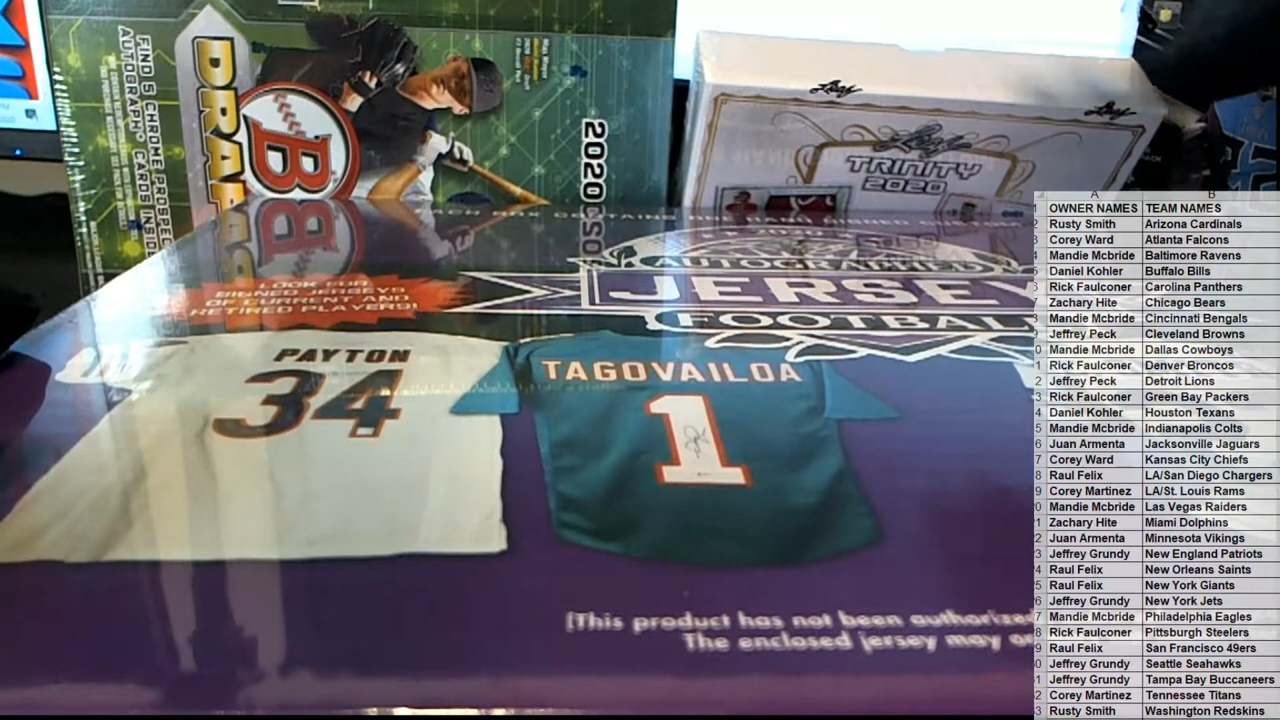 2020
DRAFT
B
FIND 5 CHROME PROSPECT
AUTOGRAPH CARDS INSIDE
Leaf
Leaf
Leaf
TRINITY
2020
AUTOGRAPHED
JERSEY
FOOTBALL
LOOK FOR
SIGNED JERSEYS
OF CURRENT AND
RETIRED PLAYERS!
PAYTON
34
TAGOVAILOA
1
[This product has not been authorized
The enclosed jersey may
A B
OWNER NAMES TEAM NAMES
Rusty Smith Arizona Cardinals
Corey Ward Atlanta Falcons
Mandie Mcbride Baltimore Ravens
Daniel Kohler Buffalo Bills
Rick Faulconer Carolina Panthers
Zachary Hite Chicago Bears
Mandie Mcbride Cincinnati Bengals
Jeffrey Peck Cleveland Browns
Mandie Mcbride Dallas Cowboys
Rick Faulconer Denver Broncos
Jeffrey Peck Detroit Lions
Rick Faulconer Green Bay Packers
Daniel Kohler Houston Texans
Mandie Mcbride Indianapolis Colts
Juan Armenta Jacksonville Jaguars
Corey Ward Kansas City Chiefs
Raul Felix LA/San Diego Chargers
Corey Martinez LA/St. Louis Rams
Mandie Mcbride Las Vegas Raiders
Zachary Hite Miami Dolphins
Juan Armenta Minnesota Vikings
Jeffrey Grundy New England Patriots
Raul Felix New Orleans Saints
Raul Felix New York Giants
Jeffrey Grundy New York Jets
Mandie Mcbride Philadelphia Eagles
Rick Faulconer Pittsburgh Steelers
Raul Felix San Francisco 49ers
Jeffrey Grundy Seattle Seahawks
Jeffrey Grundy Tampa Bay Buccaneers
Corey Martinez Tennessee Titans
Rusty Smith Washington Redskins